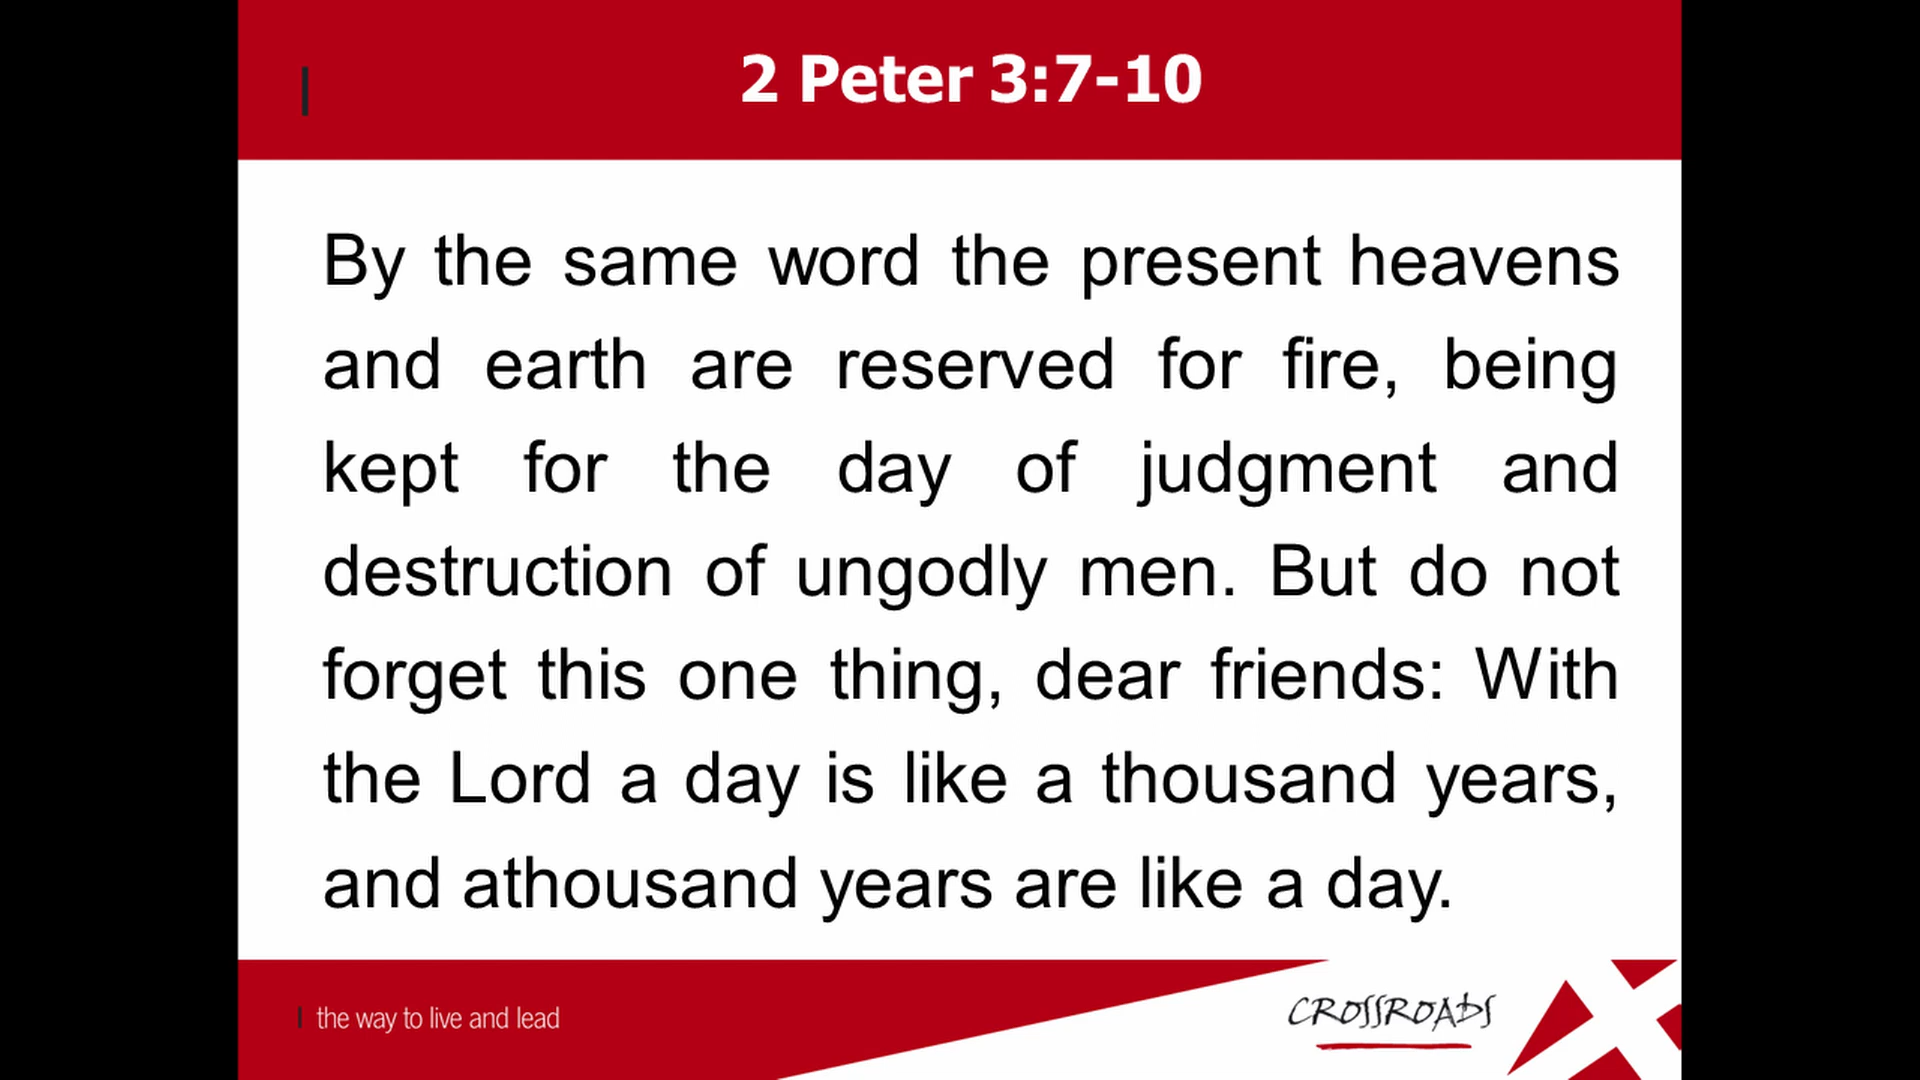 2 Peter 3:7-10
By the same word the present heavens
and earth are reserved for fire, being
kept for the day of judgment and
destruction of ungodly men. But do not
forget this one thing, dear friends: With
the Lord a day is like a thousand years,
and athousand years are like a day.
the way to live and lead
CROSSROADS